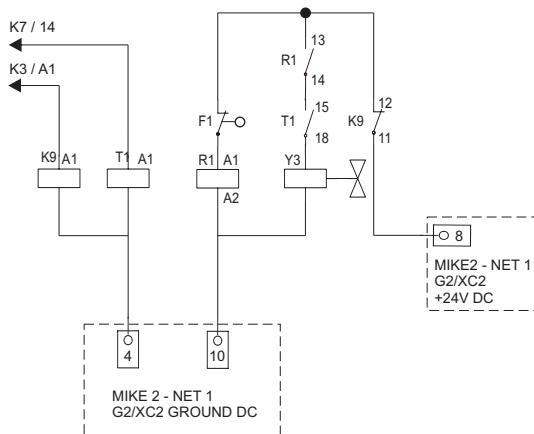 K7 / 14
K3 / A1
13
R1
14
F1
T1
15
18
K9
12
11
K9 A1
T1 A1
R1 A1
A2
Y3
8
MIKE2 - NET 1
G2/XC2
+24V DC
4
10
MIKE 2 - NET 1
G2/XC2 GROUND DC